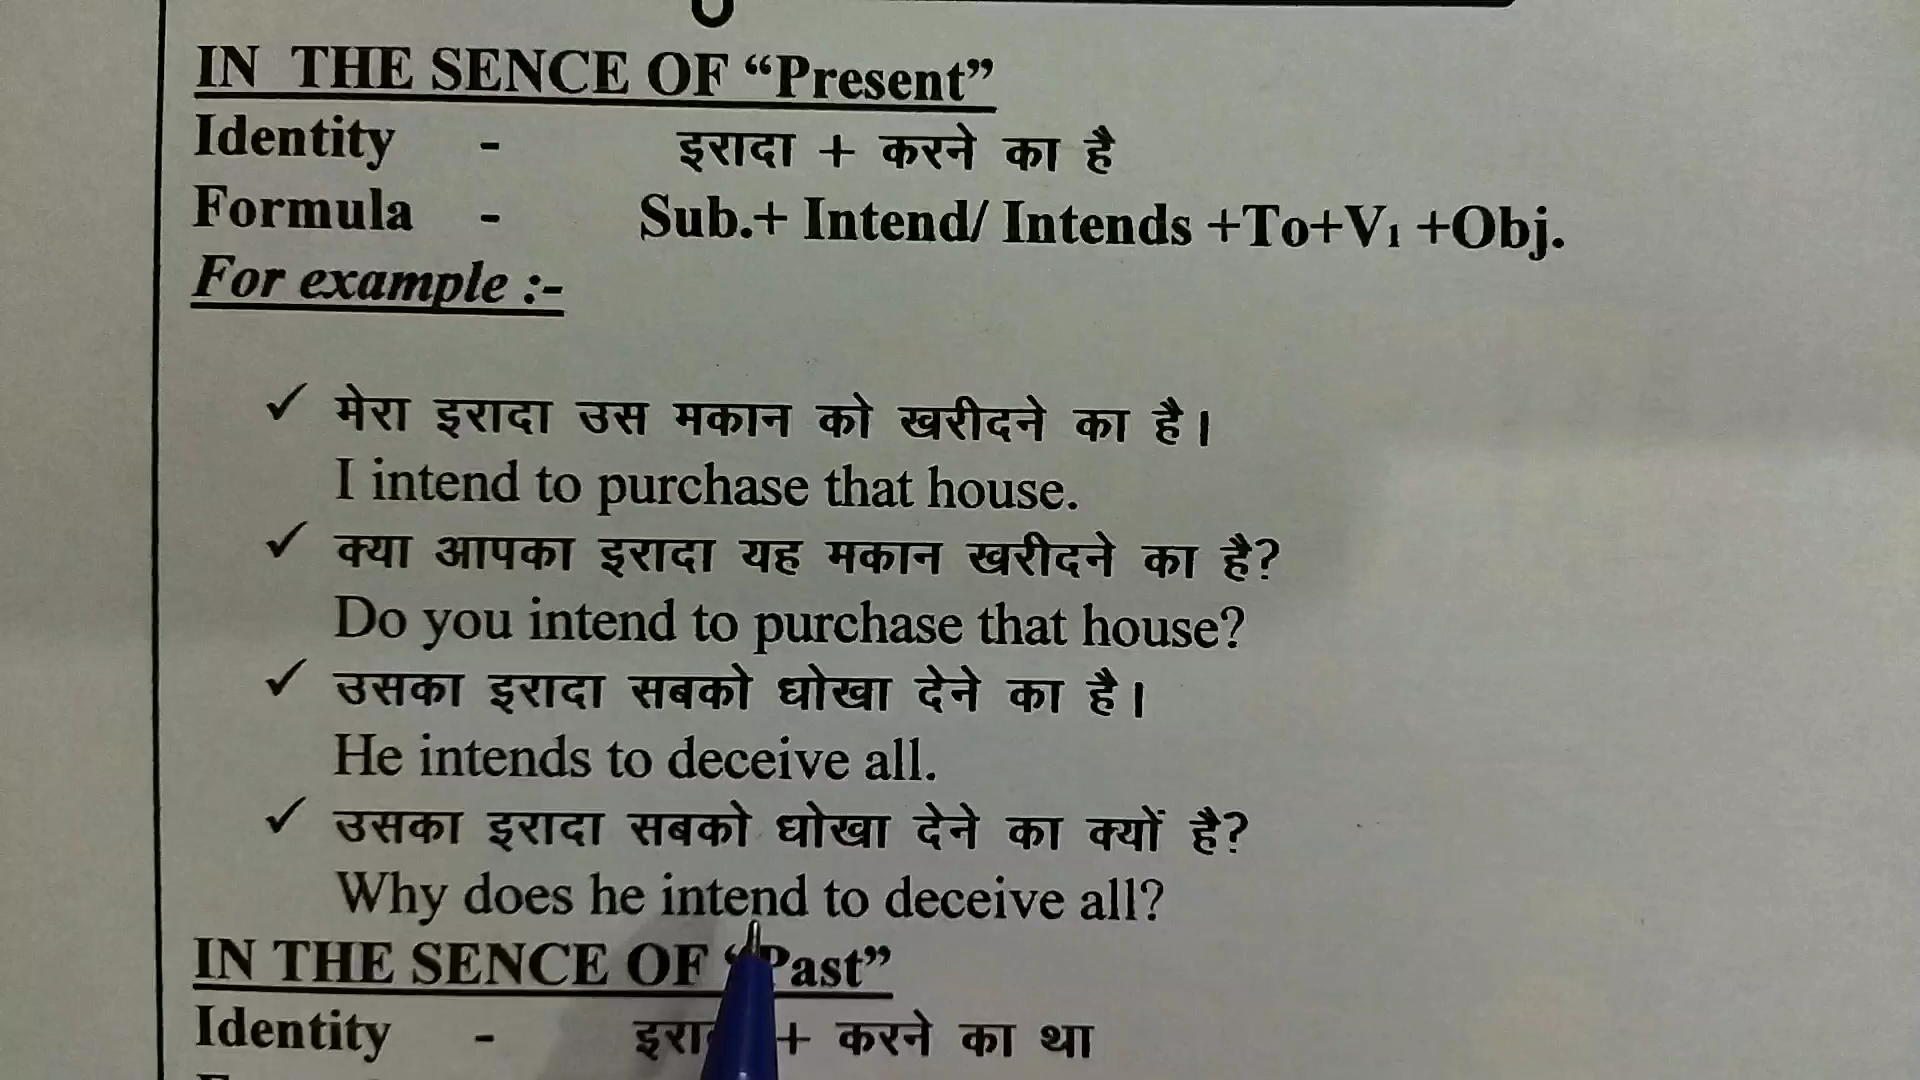 IN THE SENCE OF “Present”
Identity - इरादा + करने का है
Formula - Sub.+ Intend/ Intends +To+V₁ +Obj.
For example :-
✓ मेरा इरादा उस मकान को खरीदने का है।
I intend to purchase that house.
✓ क्या आपका इरादा यह मकान खरीदने का है?
Do you intend to purchase that house?
✓ उसका इरादा सबको धोखा देने का है।
He intends to deceive all.
✓ उसका इरादा सबको धोखा देने का क्यों है?
Why does he intend to deceive all?
IN THE SENCE OF “Past”
Identity - + करने का था